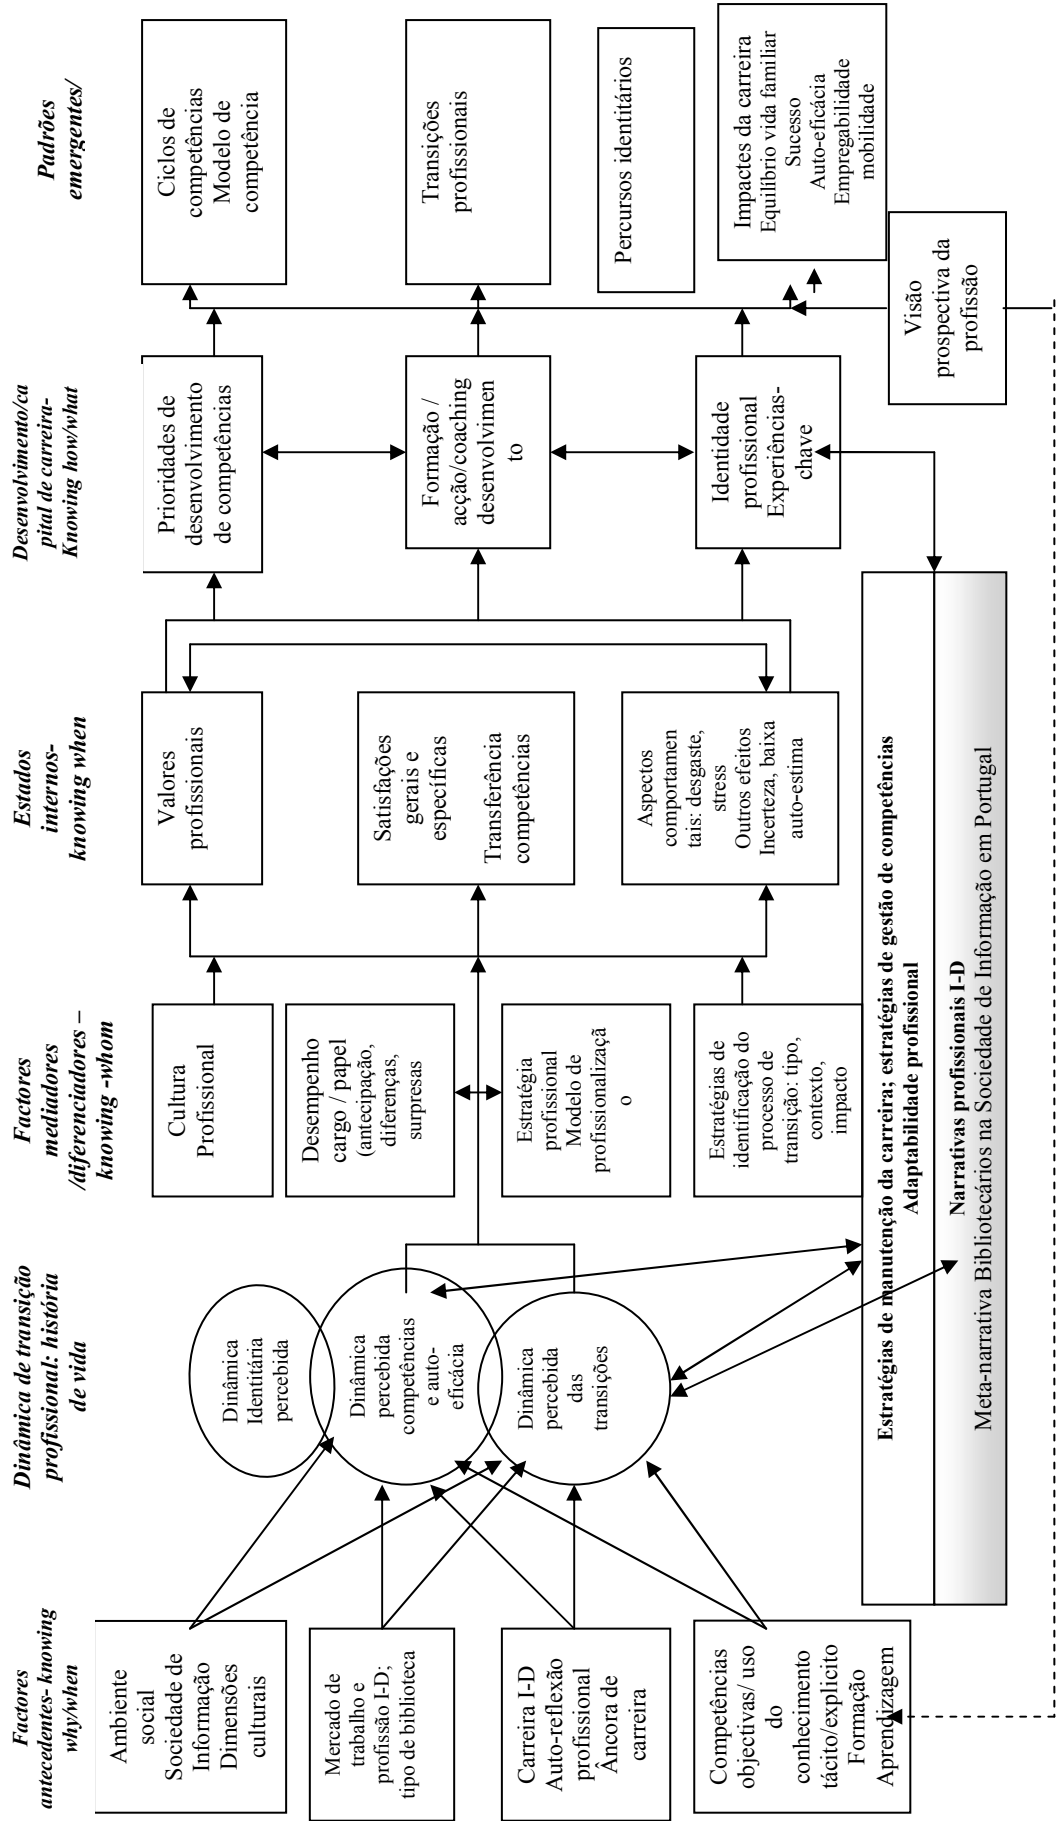 Factores
antecedentes- knowing
why/when
Ambiente
social
Sociedade de
Informação
Dimensões
culturais
Mercado de
trabalho e
profissão I-D;
tipo de biblioteca
Carreira I-D
Auto-reflexão
profissional
Âncora de
carreira
Competências
objectivas/ uso
do
conhecimento
tácito/explicito
Formação
Aprendizagem
Dinâmica de transição
profissional: história
de vida
Dinâmica
Identiária
percebida
Dinâmica
percebida
competências
e auto-
eficácia
Dinâmica
percebida
das
transições
Factores
mediadores
/diferenciadores –
knowing -whom
Cultura
Profissional
Desempenho
cargo / papel
(antecipação,
diferenças,
surpresas
Estratégia
profissional
Modelo de
profissionalizaçã
o
Estratégias de
identificação do
processo de
transição: tipo,
contexto,
impacto
Estados
internos-
knowing when
Valores
profissionais
Satisfações
gerais e
específicas
Transferência
competências
Aspectos
comportamen
tais: desgaste,
stress
Outros efeitos
Incerteza, baixa
auto-estima
Desenvolvimento/ca
pital de carreira-
Knowing how/what
Prioridades de
desenvolvimento
de competências
Formação /
acção/coaching
desenvolvimen
to
Identidade
profissional
Experiências-
chave
Padrões
emergentes/
Ciclos de
competências
Modelo de
competência
Transições
profissionais
Percursos identitários
Impactes da carreira
Equilíbrio vida familiar
Sucesso
Auto-eficácia
Empregabilidade
mobilidade
Visão
prospectiva da
profissão
Estratégias de manutenção da carreira; estratégias de gestão de competências
Adaptabilidade profissional
Narrativas profissionais I-D
Meta-narrativa Bibliotecários na Sociedade de Informação em Portugal